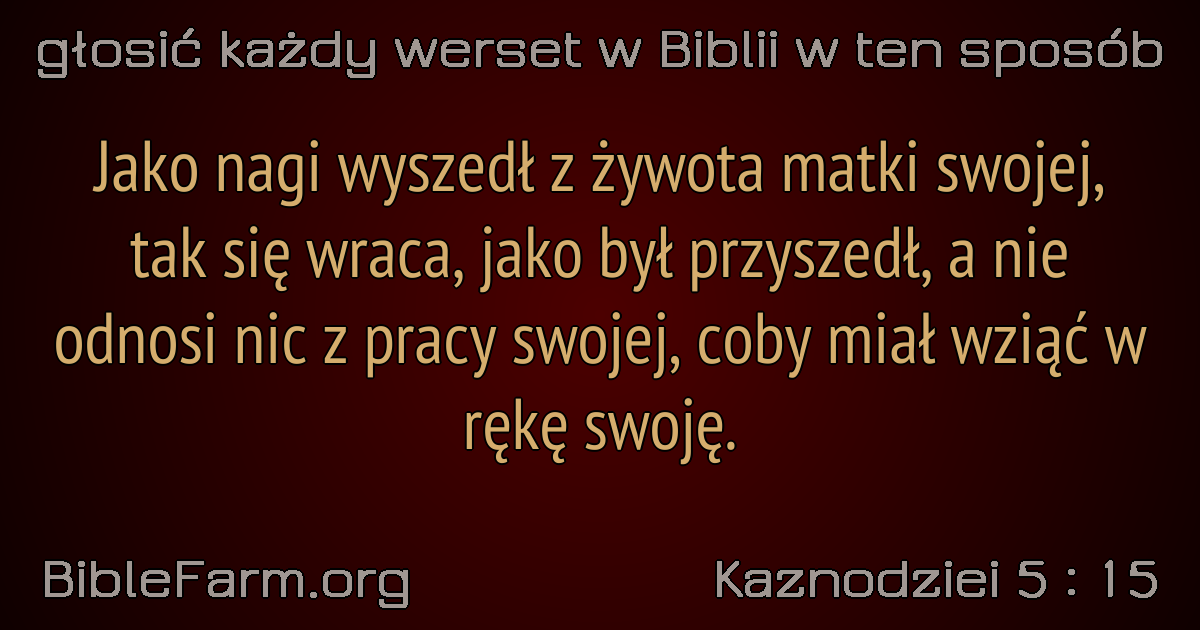 głosić każdy werset w Biblii w ten sposób
Jako nagi wyszedł z żywota matki swojej,
tak się wraca, jako był przyszedł, a nie
odnosi nic z pracy swojej, coby miał wziąć w
rękę swoję.
BibleFarm.org
Kaznodziei 5 : 15